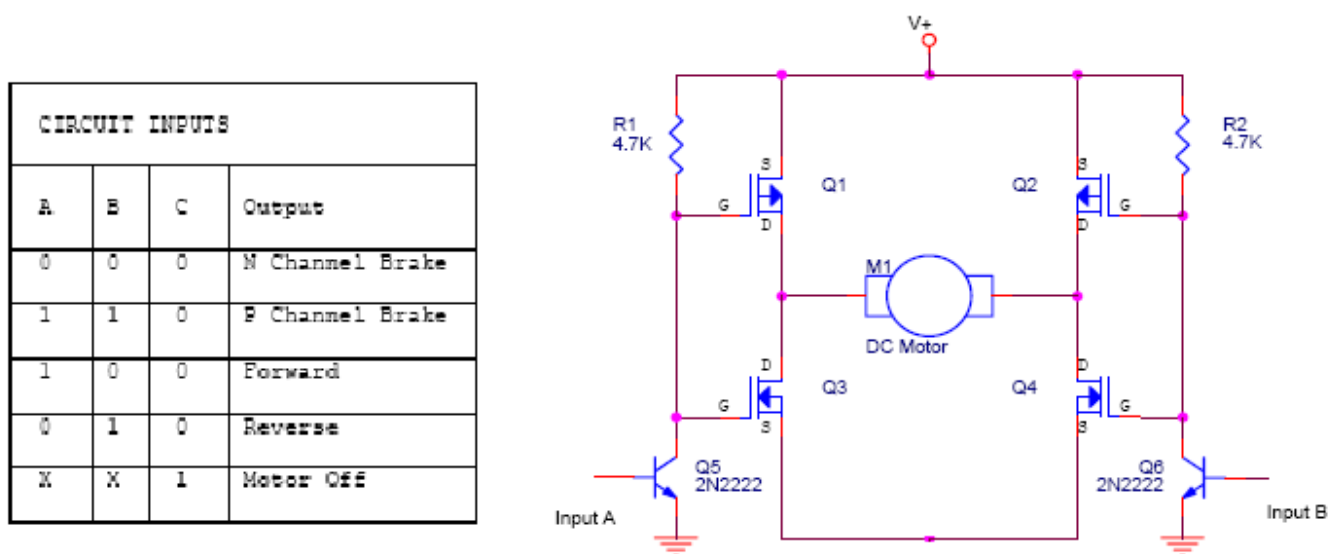 CIRCUIT INPUTS
A B C Output
0 0 0 N Channel Brake
1 1 0 P Channel Brake
1 0 0 Forward
0 1 0 Reverse
X X 1 Motor Off
V+
R1
4.7K
R2
4.7K
S
Q1
G
D
S
Q2
G
D
M1
DC Motor
D
Q3
G
S
D
Q4
G
S
Q5
2N2222
Q6
2N2222
Input A
Input B